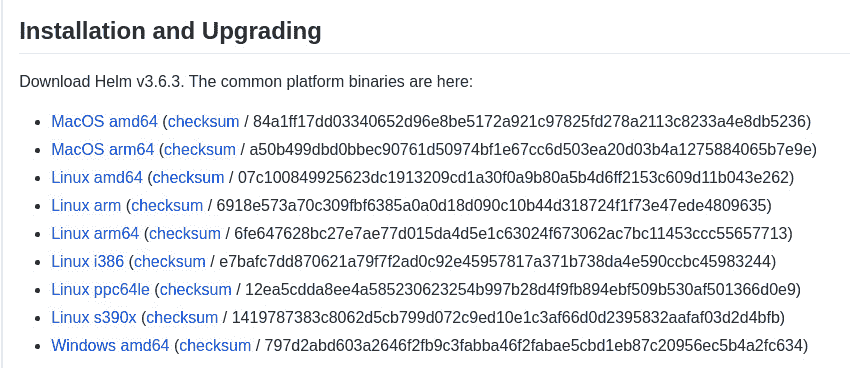 Installation and Upgrading
Download Helm v3.6.3. The common platform binaries are here:
• MacOS amd64 (checksum / 84a1ff17dd03340652d96e8be5172a921c97825fd278a2113c8233a4e8db5236)
• MacOS arm64 (checksum / a50b499dbd0bbec90761d50974bf1e67cc6d503ea20d03b4a1275884065b7e9e)
• Linux amd64 (checksum / 07c100849925623dc1913209cd1a30f0a9b80a5b4d6ff2153c609d11b043e262)
• Linux arm (checksum / 6918e573a70c309fbf6385a0a0d18d090c10b44d318724f1f73e47ede4809635)
• Linux arm64 (checksum / 6fe647628bc27e7ae77d015da4d5e1c63024f673062ac7bc11453ccc55657713)
• Linux i386 (checksum / e7bafc7dd870621a79f7f2ad0c92e45957817a371b738da4e590ccbc45983244)
• Linux ppc64le (checksum / 12ea5cdda8ee4a585230623254b997b28d4f9fb894ebf509b530af501366d0e9)
• Linux s390x (checksum / 1419787383c8062d5cb799d072c9ed10e1c3af66d0d2395832aafaf03d2d4bfb)
• Windows amd64 (checksum / 797d2abd603a2646f2fb9c3fabba46f2fabae5cbd1eb87c20956ec5b4a2fc634)